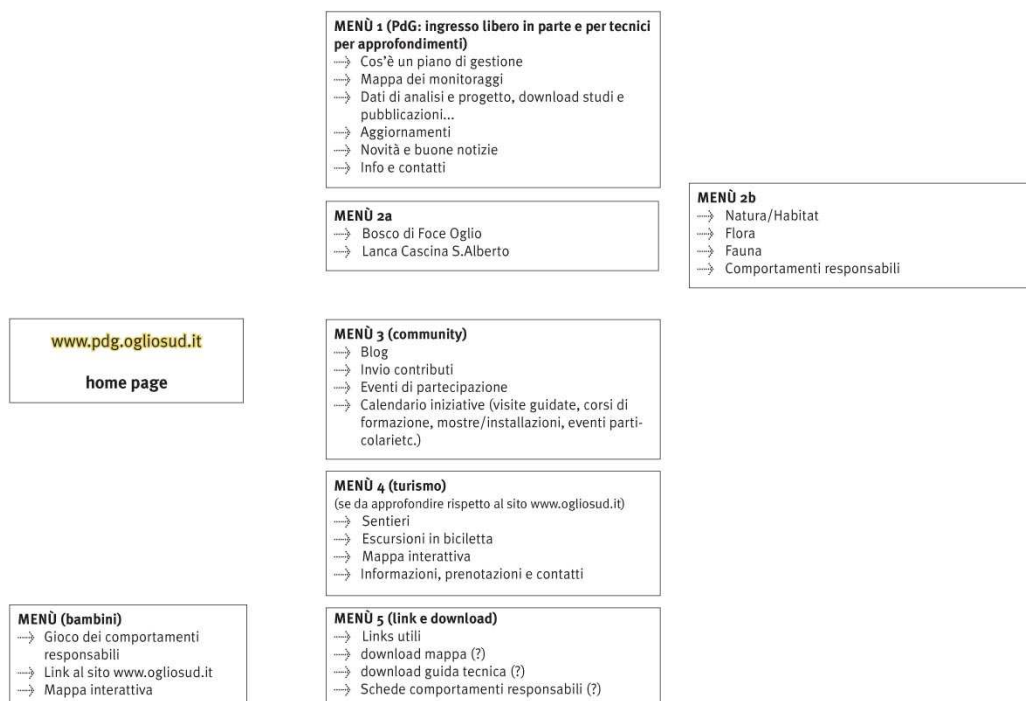 MENÙ 1 (PdG: ingresso libero in parte e per tecnici
per approfondimenti)
Cos'è un piano di gestione
Mappa dei monitoraggi
Dati di analisi e progetto, download studi e
pubblicazioni...
Aggiornamenti
Novità e buone notizie
Info e contatti
MENÙ 2a
Bosco di Foce Oglio
Lanca Cascina S.Alberto
MENÙ 2b
Natura/Habitat
Flora
Fauna
Comportamenti responsabili
www.pdg.ogliosud.it
home page
MENÙ 3 (community)
Blog
Invio contributi
Eventi di partecipazione
Calendario iniziative (visite guidate, corsi di
formazione, mostre/installazioni, eventi parti-
colarietc.)
MENÙ 4 (turismo)
(se da approfondire rispetto al sito www.ogliosud.it)
Sentieri
Escursioni in biciletta
Mappa interattiva
Informazioni, prenotazioni e contatti
MENÙ (bambini)
Gioco dei comportamenti
responsabili
Link al sito www.ogliosud.it
Mappa interattiva
MENÙ 5 (link e download)
Links utili
download mappa (?)
download guida tecnica (?)
Schede comportamenti responsabili (?)